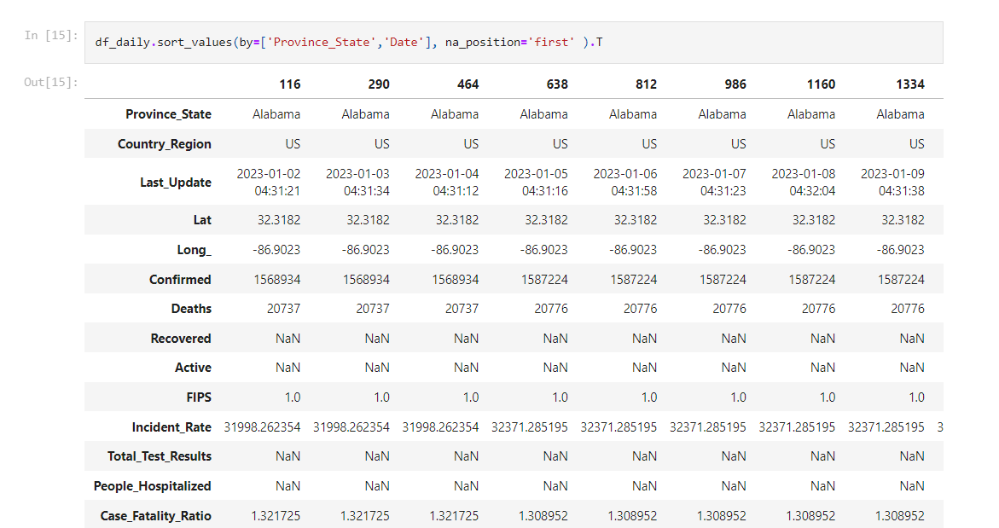 In [15]:
df_daily.sort_values(by=['Province_State','Date'], na_position='first' ).T
Out[15]:
116 290 464 638 812 986 1160 1334
Province_State Alabama Alabama Alabama Alabama Alabama Alabama Alabama Alabama
Country_Region US US US US US US US US
Last_Update 2023-01-02 04:31:21 2023-01-03 04:31:34 2023-01-04 04:31:12 2023-01-05 04:31:16 2023-01-06 04:31:58 2023-01-07 04:31:23 2023-01-08 04:32:04 2023-01-09 04:31:38
Lat 32.3182 32.3182 32.3182 32.3182 32.3182 32.3182 32.3182 32.3182
Long_ -86.9023 -86.9023 -86.9023 -86.9023 -86.9023 -86.9023 -86.9023 -86.9023
Confirmed 1568934 1568934 1568934 1587224 1587224 1587224 1587224 1587224
Deaths 20737 20737 20737 20776 20776 20776 20776 20776
Recovered NaN NaN NaN NaN NaN NaN NaN NaN
Active NaN NaN NaN NaN NaN NaN NaN NaN
FIPS 1.0 1.0 1.0 1.0 1.0 1.0 1.0 1.0
Incident_Rate 31998.262354 31998.262354 31998.262354 32371.285195 32371.285195 32371.285195 32371.285195 32371.285195 3
Total_Test_Results NaN NaN NaN NaN NaN NaN NaN NaN
People_Hospitalized NaN NaN NaN NaN NaN NaN NaN NaN
Case_Fatality_Ratio 1.321725 1.321725 1.321725 1.308952 1.308952 1.308952 1.308952 1.308952